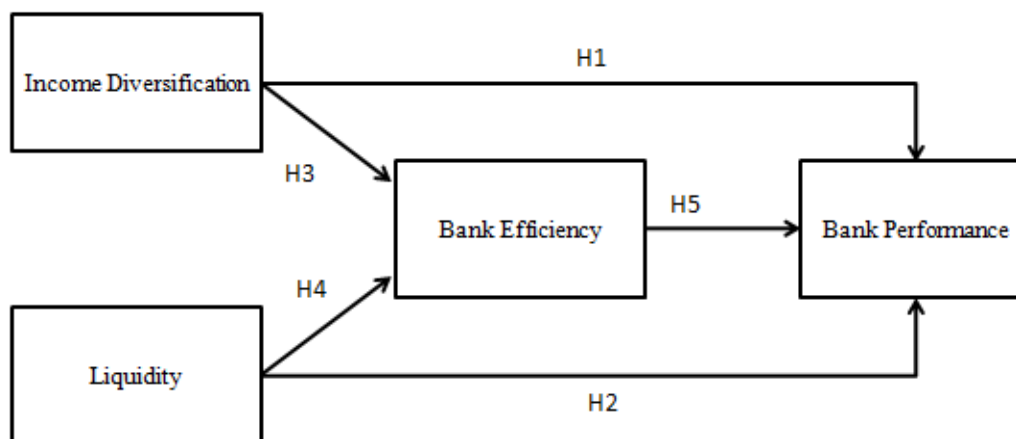 H1
Income Diversification
H3
Bank Efficiency
H5
Bank Performance
H4
Liquidity
H2